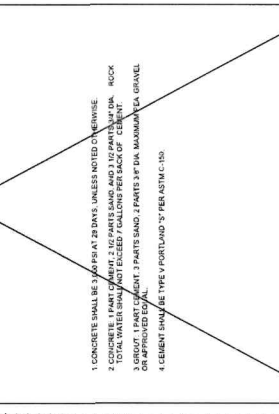 1. CONCRETE SHALL BE 3,000 PSI AT 28 DAYS, UNLESS NOTED OTHERWISE.
2. CONCRETE: 1 PART CEMENT, 2 1/2 PARTS SAND, AND 3 1/2 PARTS 3/4" DIA. ROCK
TOTAL WATER SHALL NOT EXCEED 7 GALLONS PER SACK OF CEMENT.
3. GROUT: 1 PART CEMENT, 3 PARTS SAND, 2 PARTS 3/8" DIA. MAXIMUM PEA GRAVEL
OR APPROVED EQUAL.
4. CEMENT SHALL BE TYPE V PORTLAND "S" PER ASTM C-150.